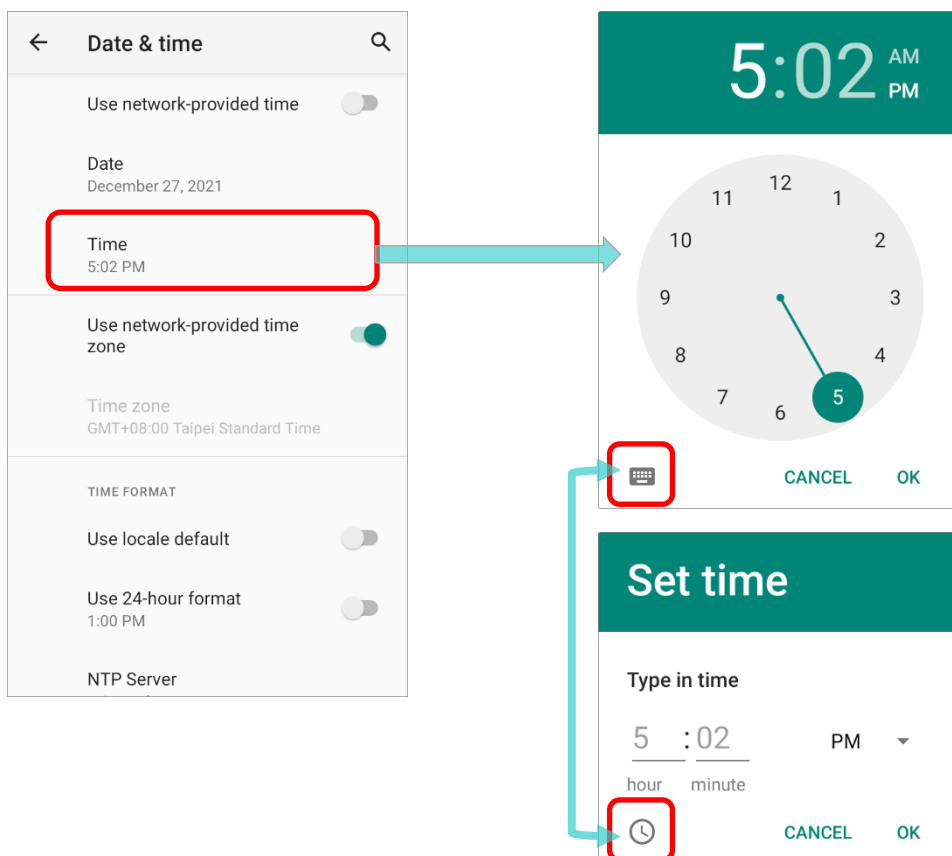 Date & time
Use network-provided time
Date
December 27, 2021
Time
5:02 PM
Use network-provided time
zone
Time zone
GMT+08:00 Taipei Standard Time
TIME FORMAT
Use locale default
Use 24-hour format
1:00 PM
NTP Server
5:02 AM
PM
12
11 1
10 2
9 3
8 4
7 5
6
CANCEL OK
Set time
Type in time
5 : 02 PM
hour minute
CANCEL OK